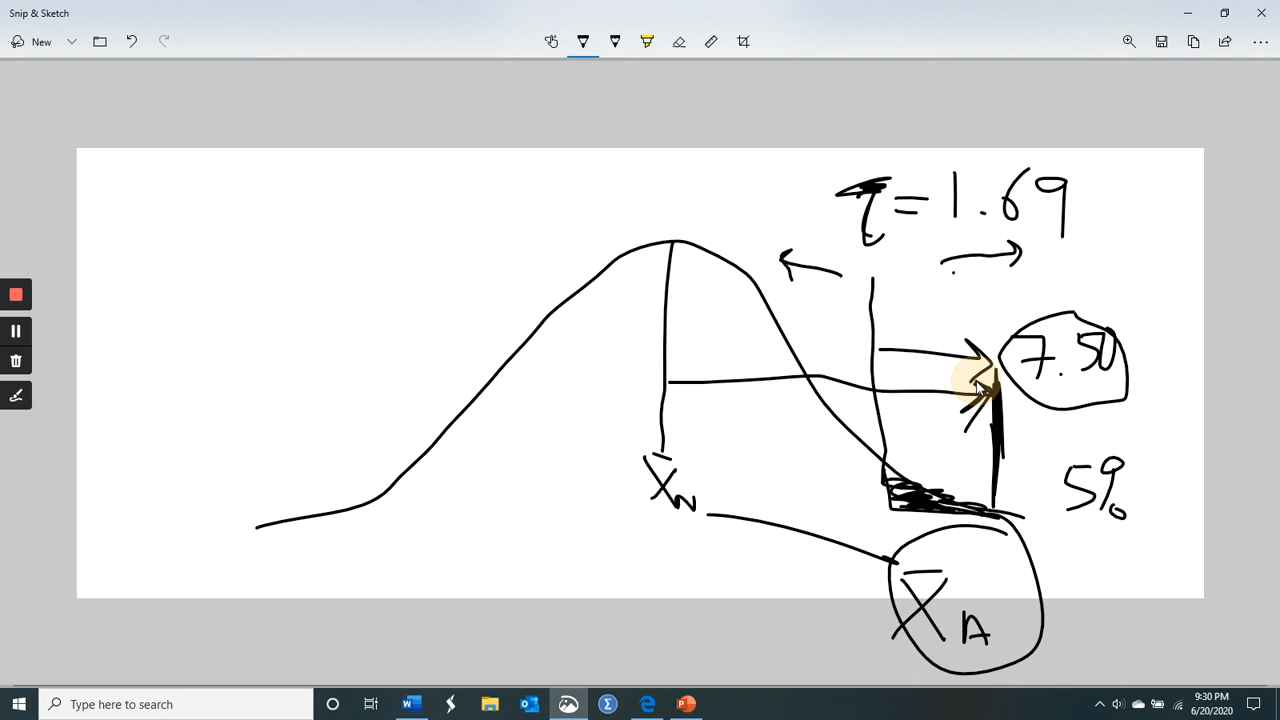 Snip & Sketch
New
t = 1.69
7.50
X̄N
5%
X̄A
Type here to search
9:30 PM
6/20/2020